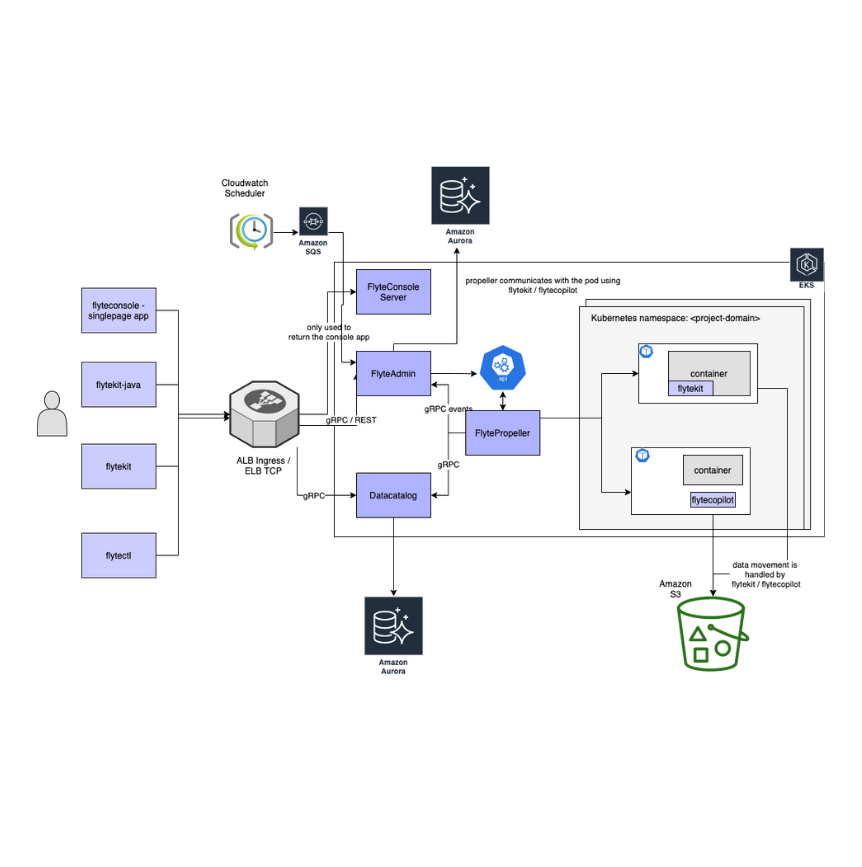 Cloudwatch
Scheduler
Amazon
SQS
Amazon
Aurora
EKS
propeller communicates with the pod using
flytekit / flytecopilot
FlyteConsole
Server
flyteconsole -
singlepage app
Kubernetes namespace: <project-domain>
only used to
return the console app
FlyteAdmin
api
container
flytekit
flytekit-java
gRPC events
gRPC / REST
FlytePropeller
ALB Ingress /
ELB TCP
flytekit
gRPC
container
flytecopilot
gRPC
Datacatalog
flytectl
data movement is
handled by
flytekit / flytecopilot
Amazon
S3
Amazon
Aurora